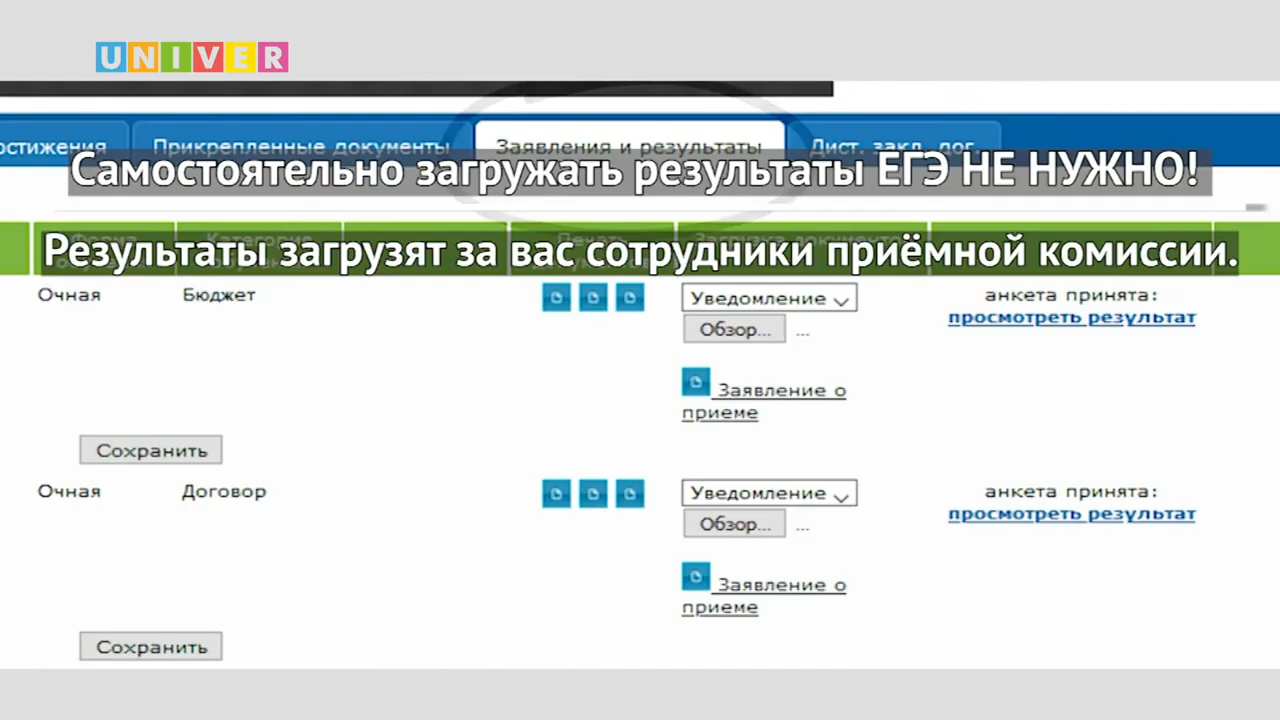 UNIVER
остижения Прикрепленные документы Заявления и результаты Дист. закл. дог.
Самостоятельно загружать результаты ЕГЭ НЕ НУЖНО!
Результаты загрузят за вас сотрудники приёмной комиссии.
Очная Бюджет Уведомление анкета принята:
просмотреть результат
Обзор... ...
Заявление о
приеме
Сохранить
Очная Договор Уведомление анкета принята:
просмотреть результат
Обзор... ...
Заявление о
приеме
Сохранить